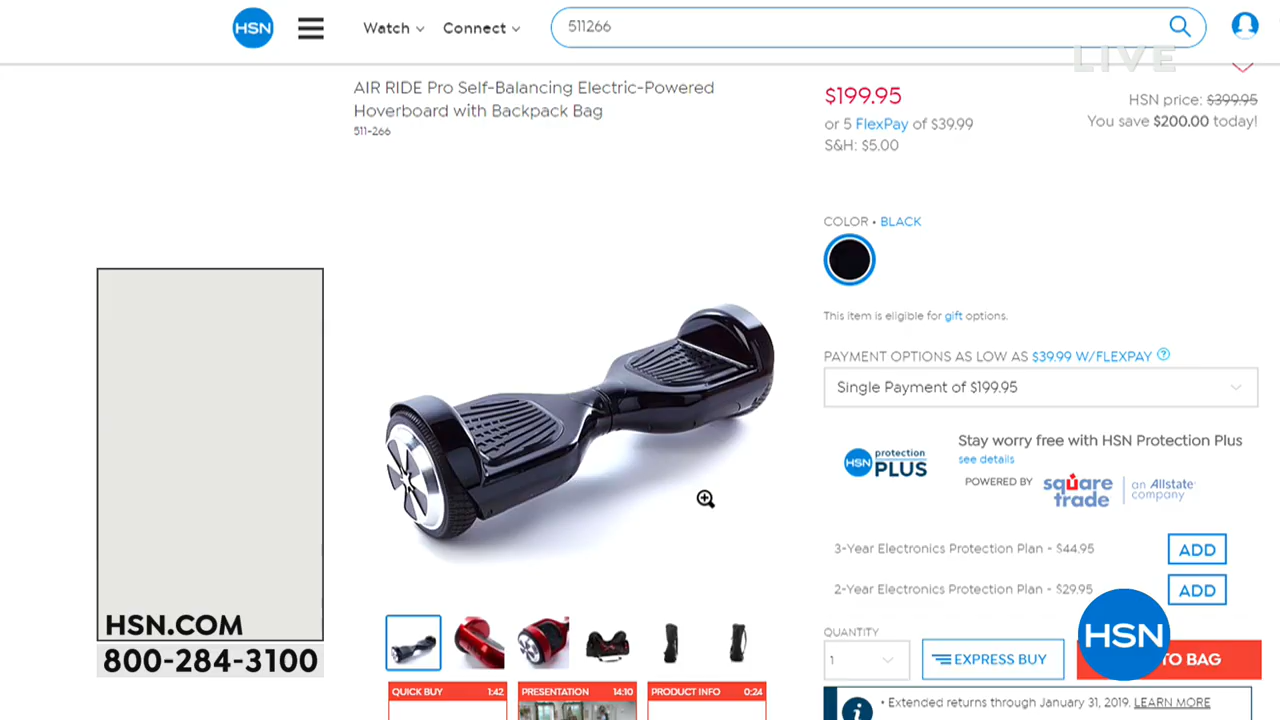 HSN
Watch
Connect
511266
LIVE
AIR RIDE Pro Self-Balancing Electric-Powered
Hoverboard with Backpack Bag
511-266
$199.95
HSN price: $399.95
or 5 FlexPay of $39.99
You save $200.00 today!
S&H: $5.00
COLOR • BLACK
This item is eligible for gift options.
PAYMENT OPTIONS AS LOW AS $39.99 W/FLEXPAY ?
Single Payment of $199.95
HSN protection PLUS
Stay worry free with HSN Protection Plus
see details
POWERED BY square trade an Allstate company
3-Year Electronics Protection Plan - $44.95
ADD
2-Year Electronics Protection Plan - $29.95
ADD
HSN.COM
800-284-3100
QUANTITY
1
EXPRESS BUY
HSN
TO BAG
QUICK BUY 1:42
PRESENTATION 14:10
PRODUCT INFO 0:24
i
• Extended returns through January 31, 2019. LEARN MORE